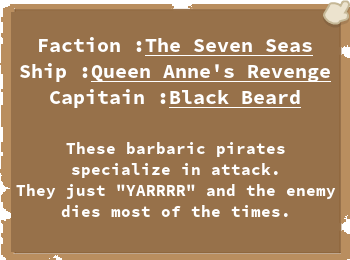 Faction :The Seven Seas
Ship :Queen Anne's Revenge
Capitain :Black Beard
These barbaric pirates
specialize in attack.
They just "YARRRR" and the enemy
dies most of the times.